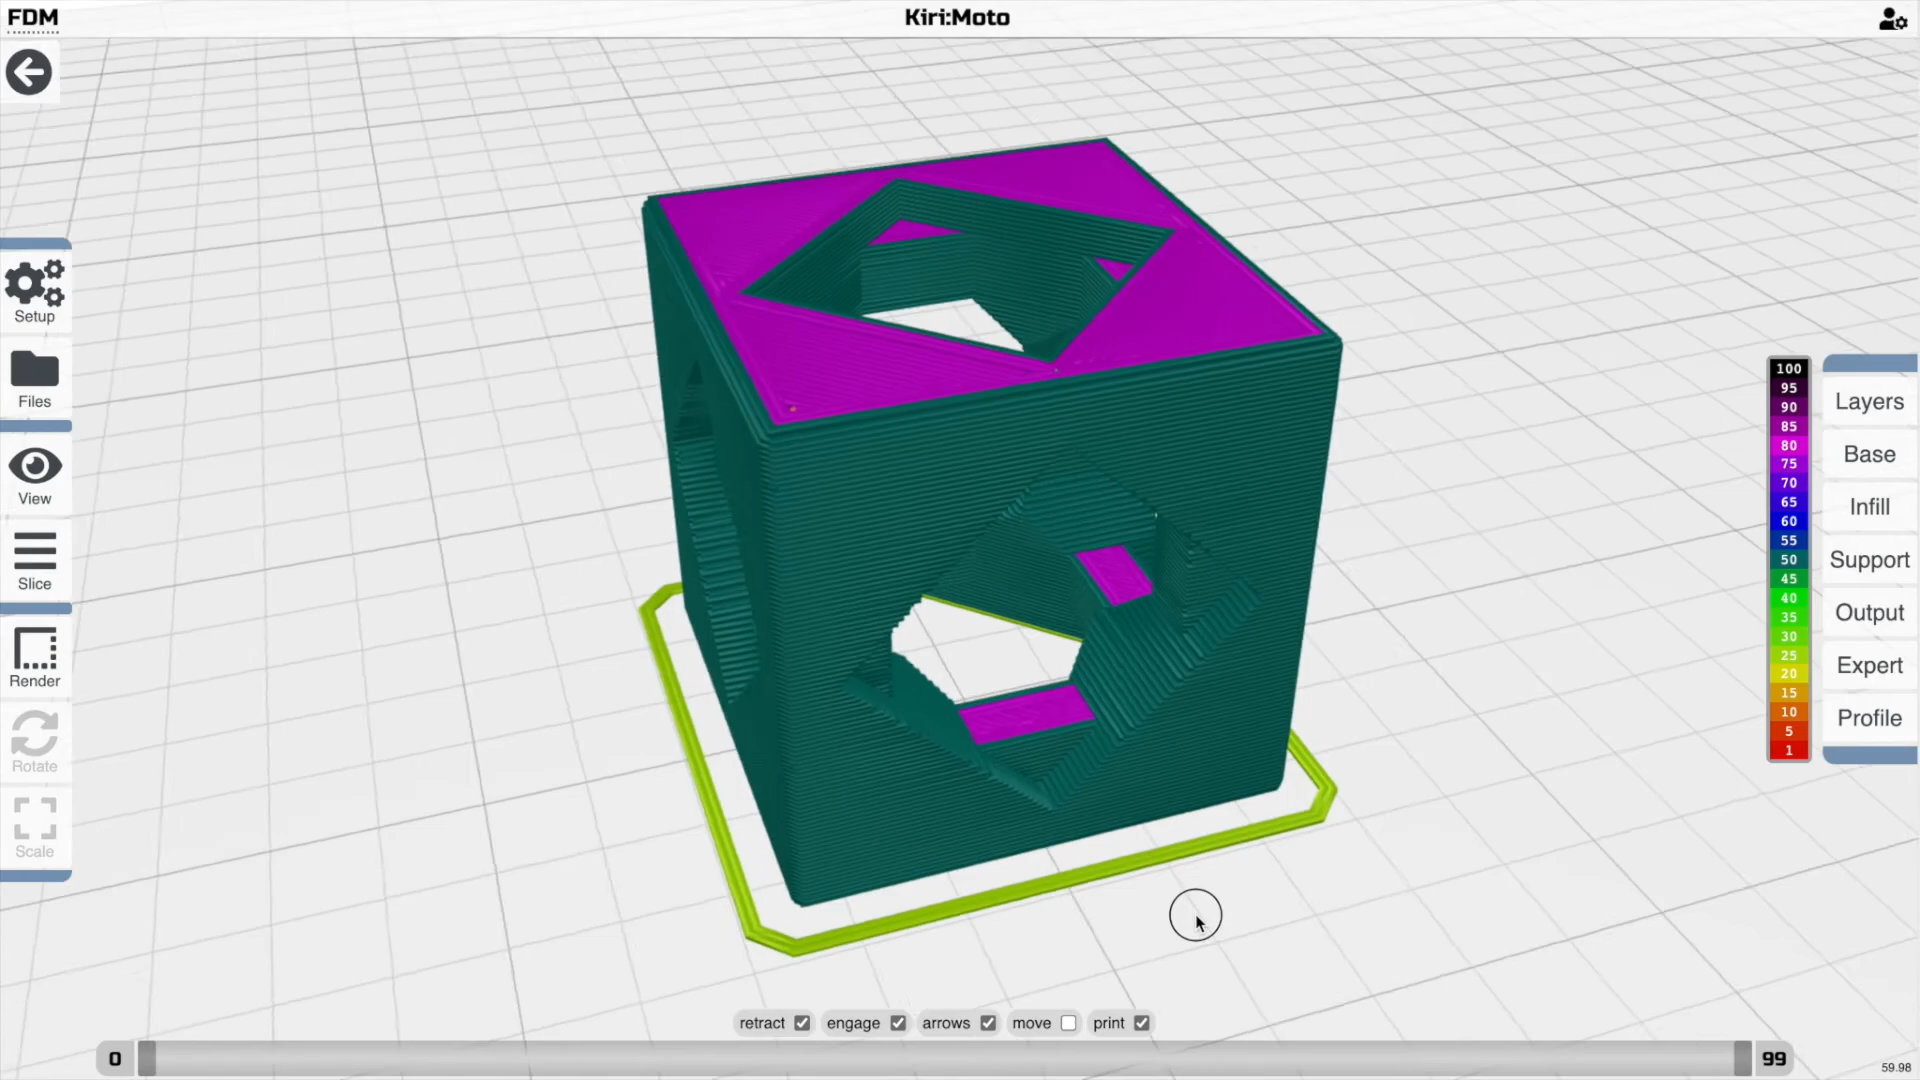 FDM
Kiri:Moto
Setup
Files
View
Slice
Render
Rotate
Scale
100
95
90
85
80
75
70
65
60
55
50
45
40
35
30
25
20
15
10
5
1
Layers
Base
Infill
Support
Output
Expert
Profile
retract engage arrows move print
0 99
59.98